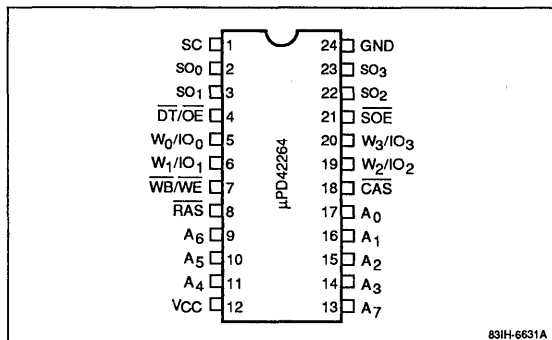 SC 1 24 GND
SO0 2 23 SO3
SO1 3 22 SO2
DT/OE 4 21 SOE
W0/IO0 5 20 W3/IO3
W1/IO1 6 19 W2/IO2
WB/WE 7 18 CAS
RAS 8 17 A0
A6 9 16 A1
A5 10 15 A2
A4 11 14 A3
VCC 12 13 A7
μPD42264
83IH-6631A